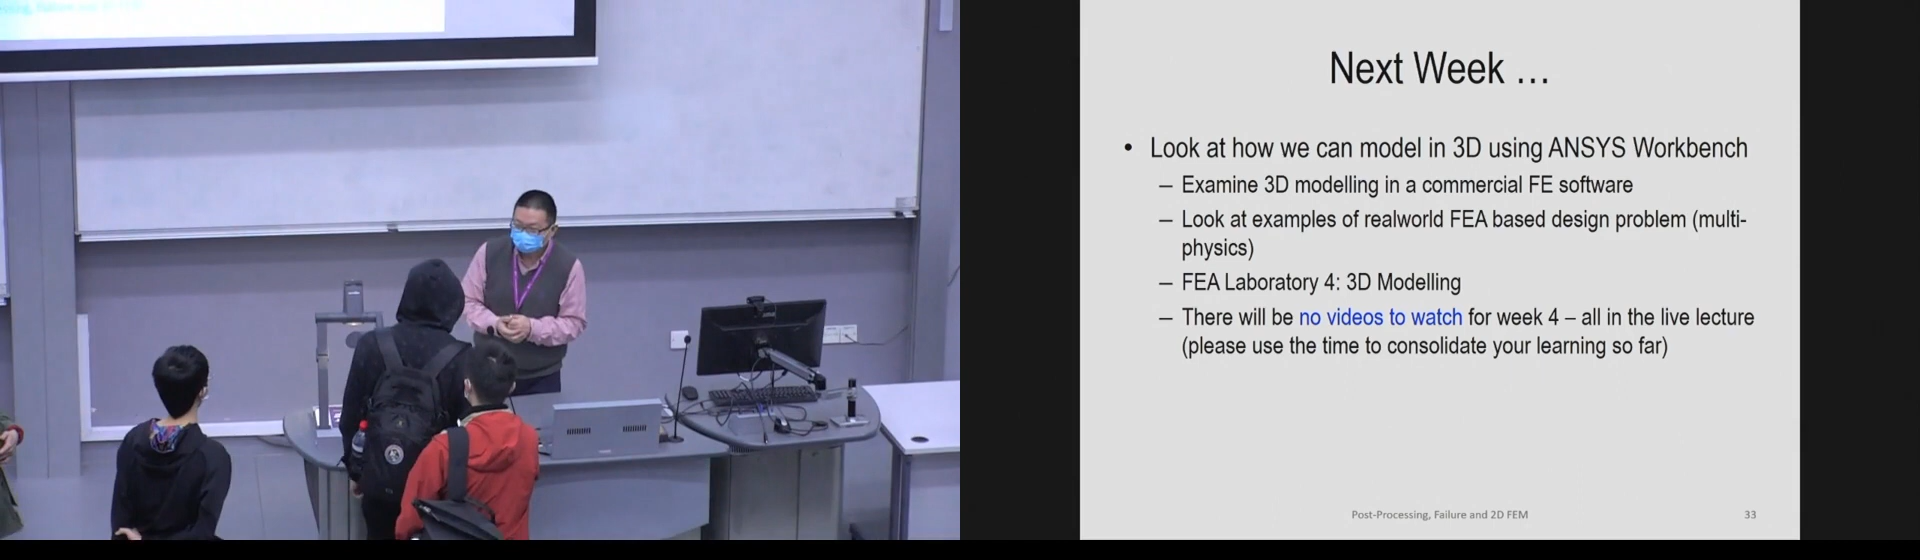 Next Week …
• Look at how we can model in 3D using ANSYS Workbench
– Examine 3D modelling in a commercial FE software
– Look at examples of realworld FEA based design problem (multi-
physics)
– FEA Laboratory 4: 3D Modelling
– There will be no videos to watch for week 4 – all in the live lecture
(please use the time to consolidate your learning so far)
Post-Processing, Failure and 2D FEM
33